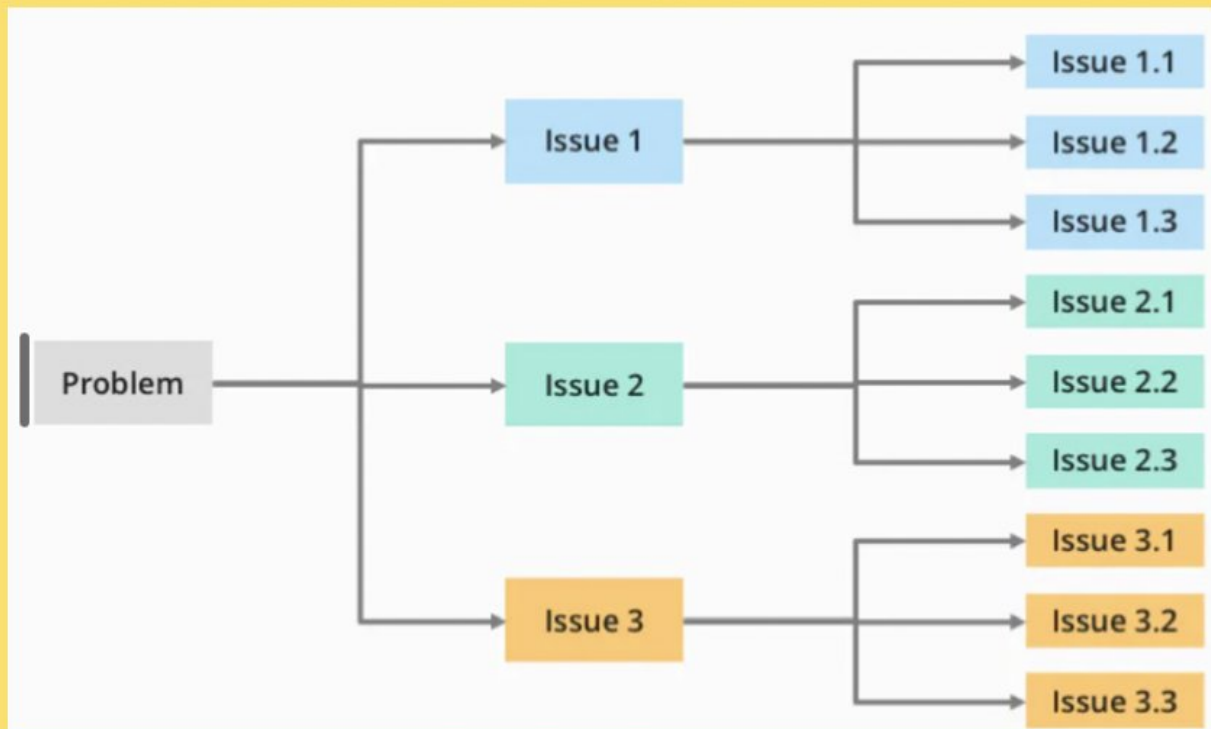 Problem
Issue 1
Issue 1.1
Issue 1.2
Issue 1.3
Issue 2
Issue 2.1
Issue 2.2
Issue 2.3
Issue 3
Issue 3.1
Issue 3.2
Issue 3.3